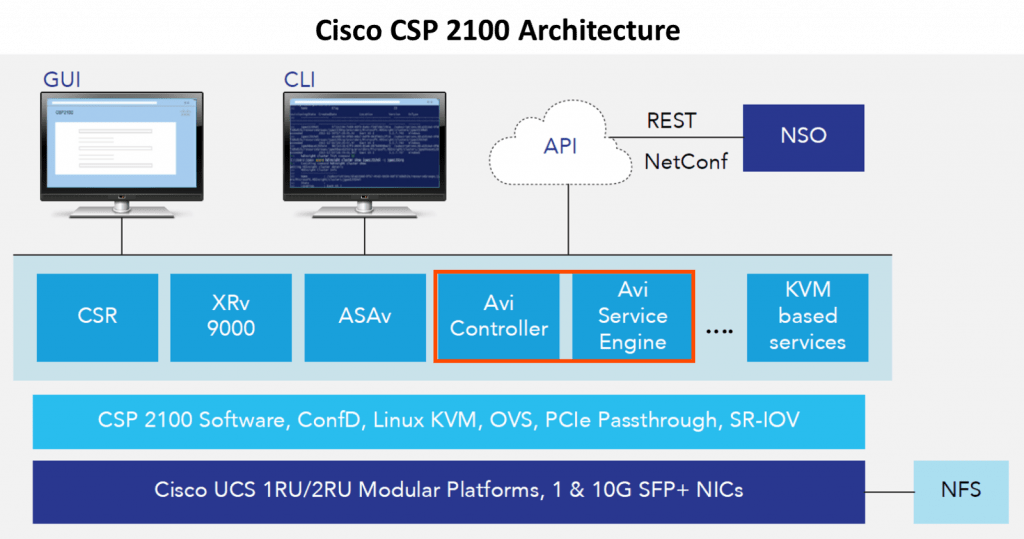 Cisco CSP 2100 Architecture
GUI
CLI
API
REST
NetConf
NSO
CSR
XRv
9000
ASAv
Avi
Controller
Avi
Service
Engine
....
KVM
based
services
CSP 2100 Software, ConfD, Linux KVM, OVS, PCIe Passthrough, SR-IOV
Cisco UCS 1RU/2RU Modular Platforms, 1 & 10G SFP+ NICs
NFS